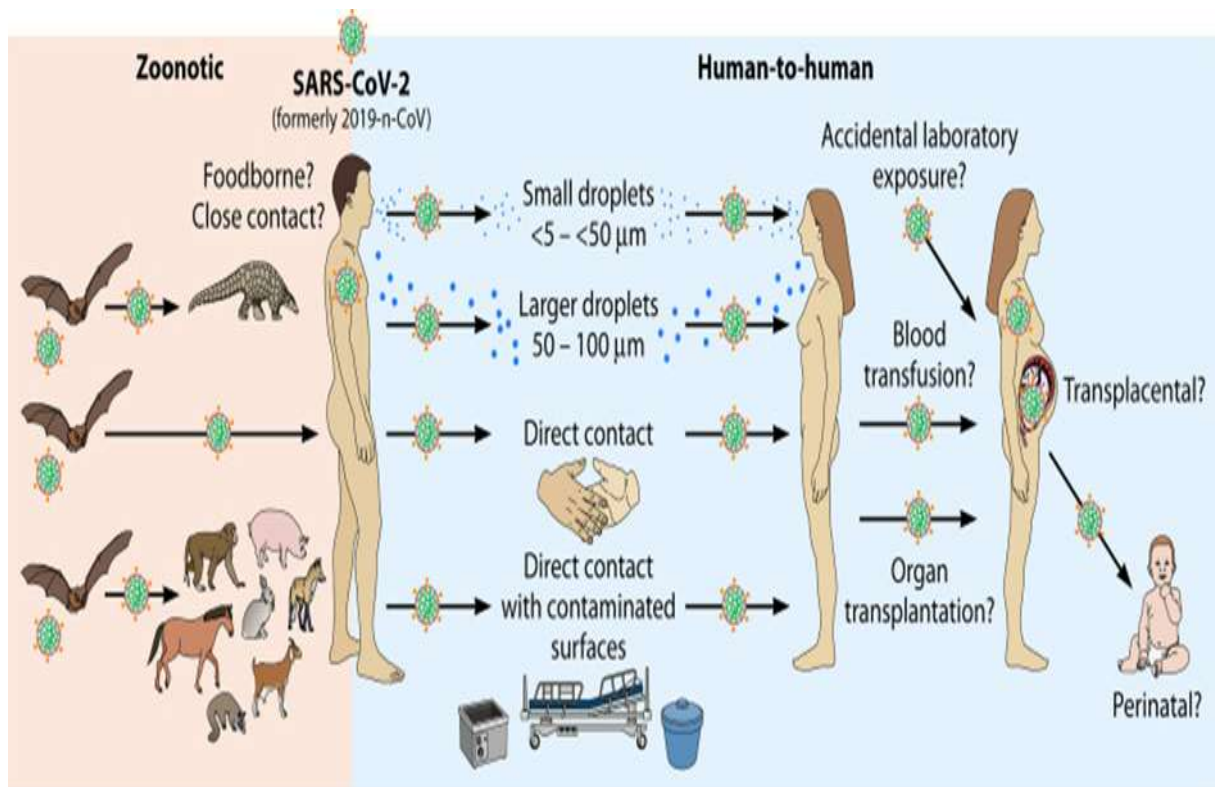 Zoonotic
SARS-CoV-2
(formerly 2019-n-CoV)
Human-to-human
Foodborne?
Close contact?
Small droplets
<5 – <50 μm
Larger droplets
50 – 100 μm
Direct contact
Direct contact
with contaminated
surfaces
Accidental laboratory
exposure?
Blood
transfusion?
Organ
transplantation?
Transplacental?
Perinatal?